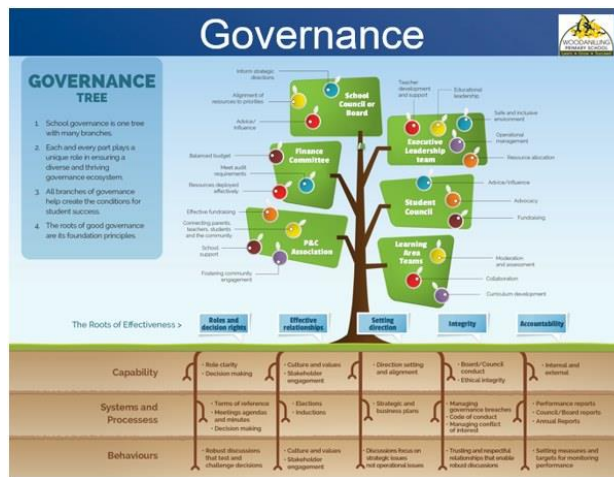 Governance
WOODANILLING
PRIMARY SCHOOL
GOVERNANCE
TREE
1. School governance is one tree
with many branches.
2. Each and every part plays a
unique role in ensuring a
diverse and thriving
governance ecosystem.
3. All branches of governance
help create the conditions for
student success.
4. The roots of good governance
are its foundation principles.
Inform strategic
directions
Alignment of
resources to priorities
Advice/
influence
School
Council or
Board
Teacher
development
and support
Educational
leadership
Safe and inclusive
environment
Operational
management
Resource allocation
Executive
Leadership
team
Balanced budget
Meet audit
requirements
Resources deployed
effectively
Finance
Committee
Advice/influence
Advocacy
Fundraising
Student
Council
Effective fundraising
Connecting parents,
teachers, students
and the community
School
support
Fostering community
engagement
P&C
Association
Learning
Area
Teams
Moderation
and assessment
Collaboration
Curriculum development
The Roots of Effectiveness >
Roles and
decision rights
Effective
relationships
Setting
direction
Integrity
Accountability
Capability
• Role clarity
• Decision making
• Culture and values
• Stakeholder
engagement
• Direction setting
and alignment
• Board/Council
conduct
• Ethical integrity
• Internal and
external
Systems and
Processess
• Terms of reference
• Meetings agendas
and minutes
• Decision making
• Elections
• Inductions
• Strategic and
business plans
• Managing
governance breaches
• Code of conduct
• Managing conflict
of interest
• Performance reports
• Council/Board reports
• Annual Reports
Behaviours
• Robust discussions
that test and
challenge decisions
• Culture and values
• Stakeholder
engagement
Discussions focus on
strategic issues
not operational issues
• Trusting and respectful
relationships that enable
robust discussions
• Setting measures and
targets for monitoring
performance